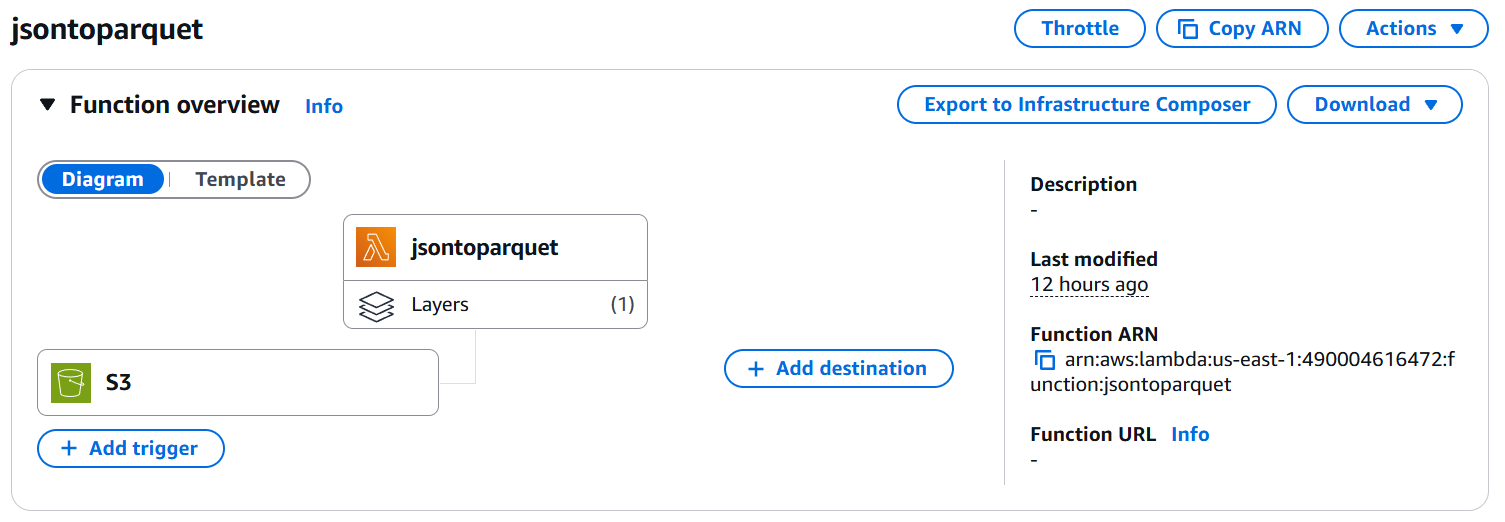 jsontoparquet
Throttle
Copy ARN
Actions
Function overview
Info
Export to Infrastructure Composer
Download
Diagram
Template
jsontoparquet
Layers
(1)
S3
+ Add trigger
+ Add destination
Description
-
Last modified
12 hours ago
Function ARN
arn:aws:lambda:us-east-1:490004616472:f
unction:jsontoparquet
Function URL
Info
-